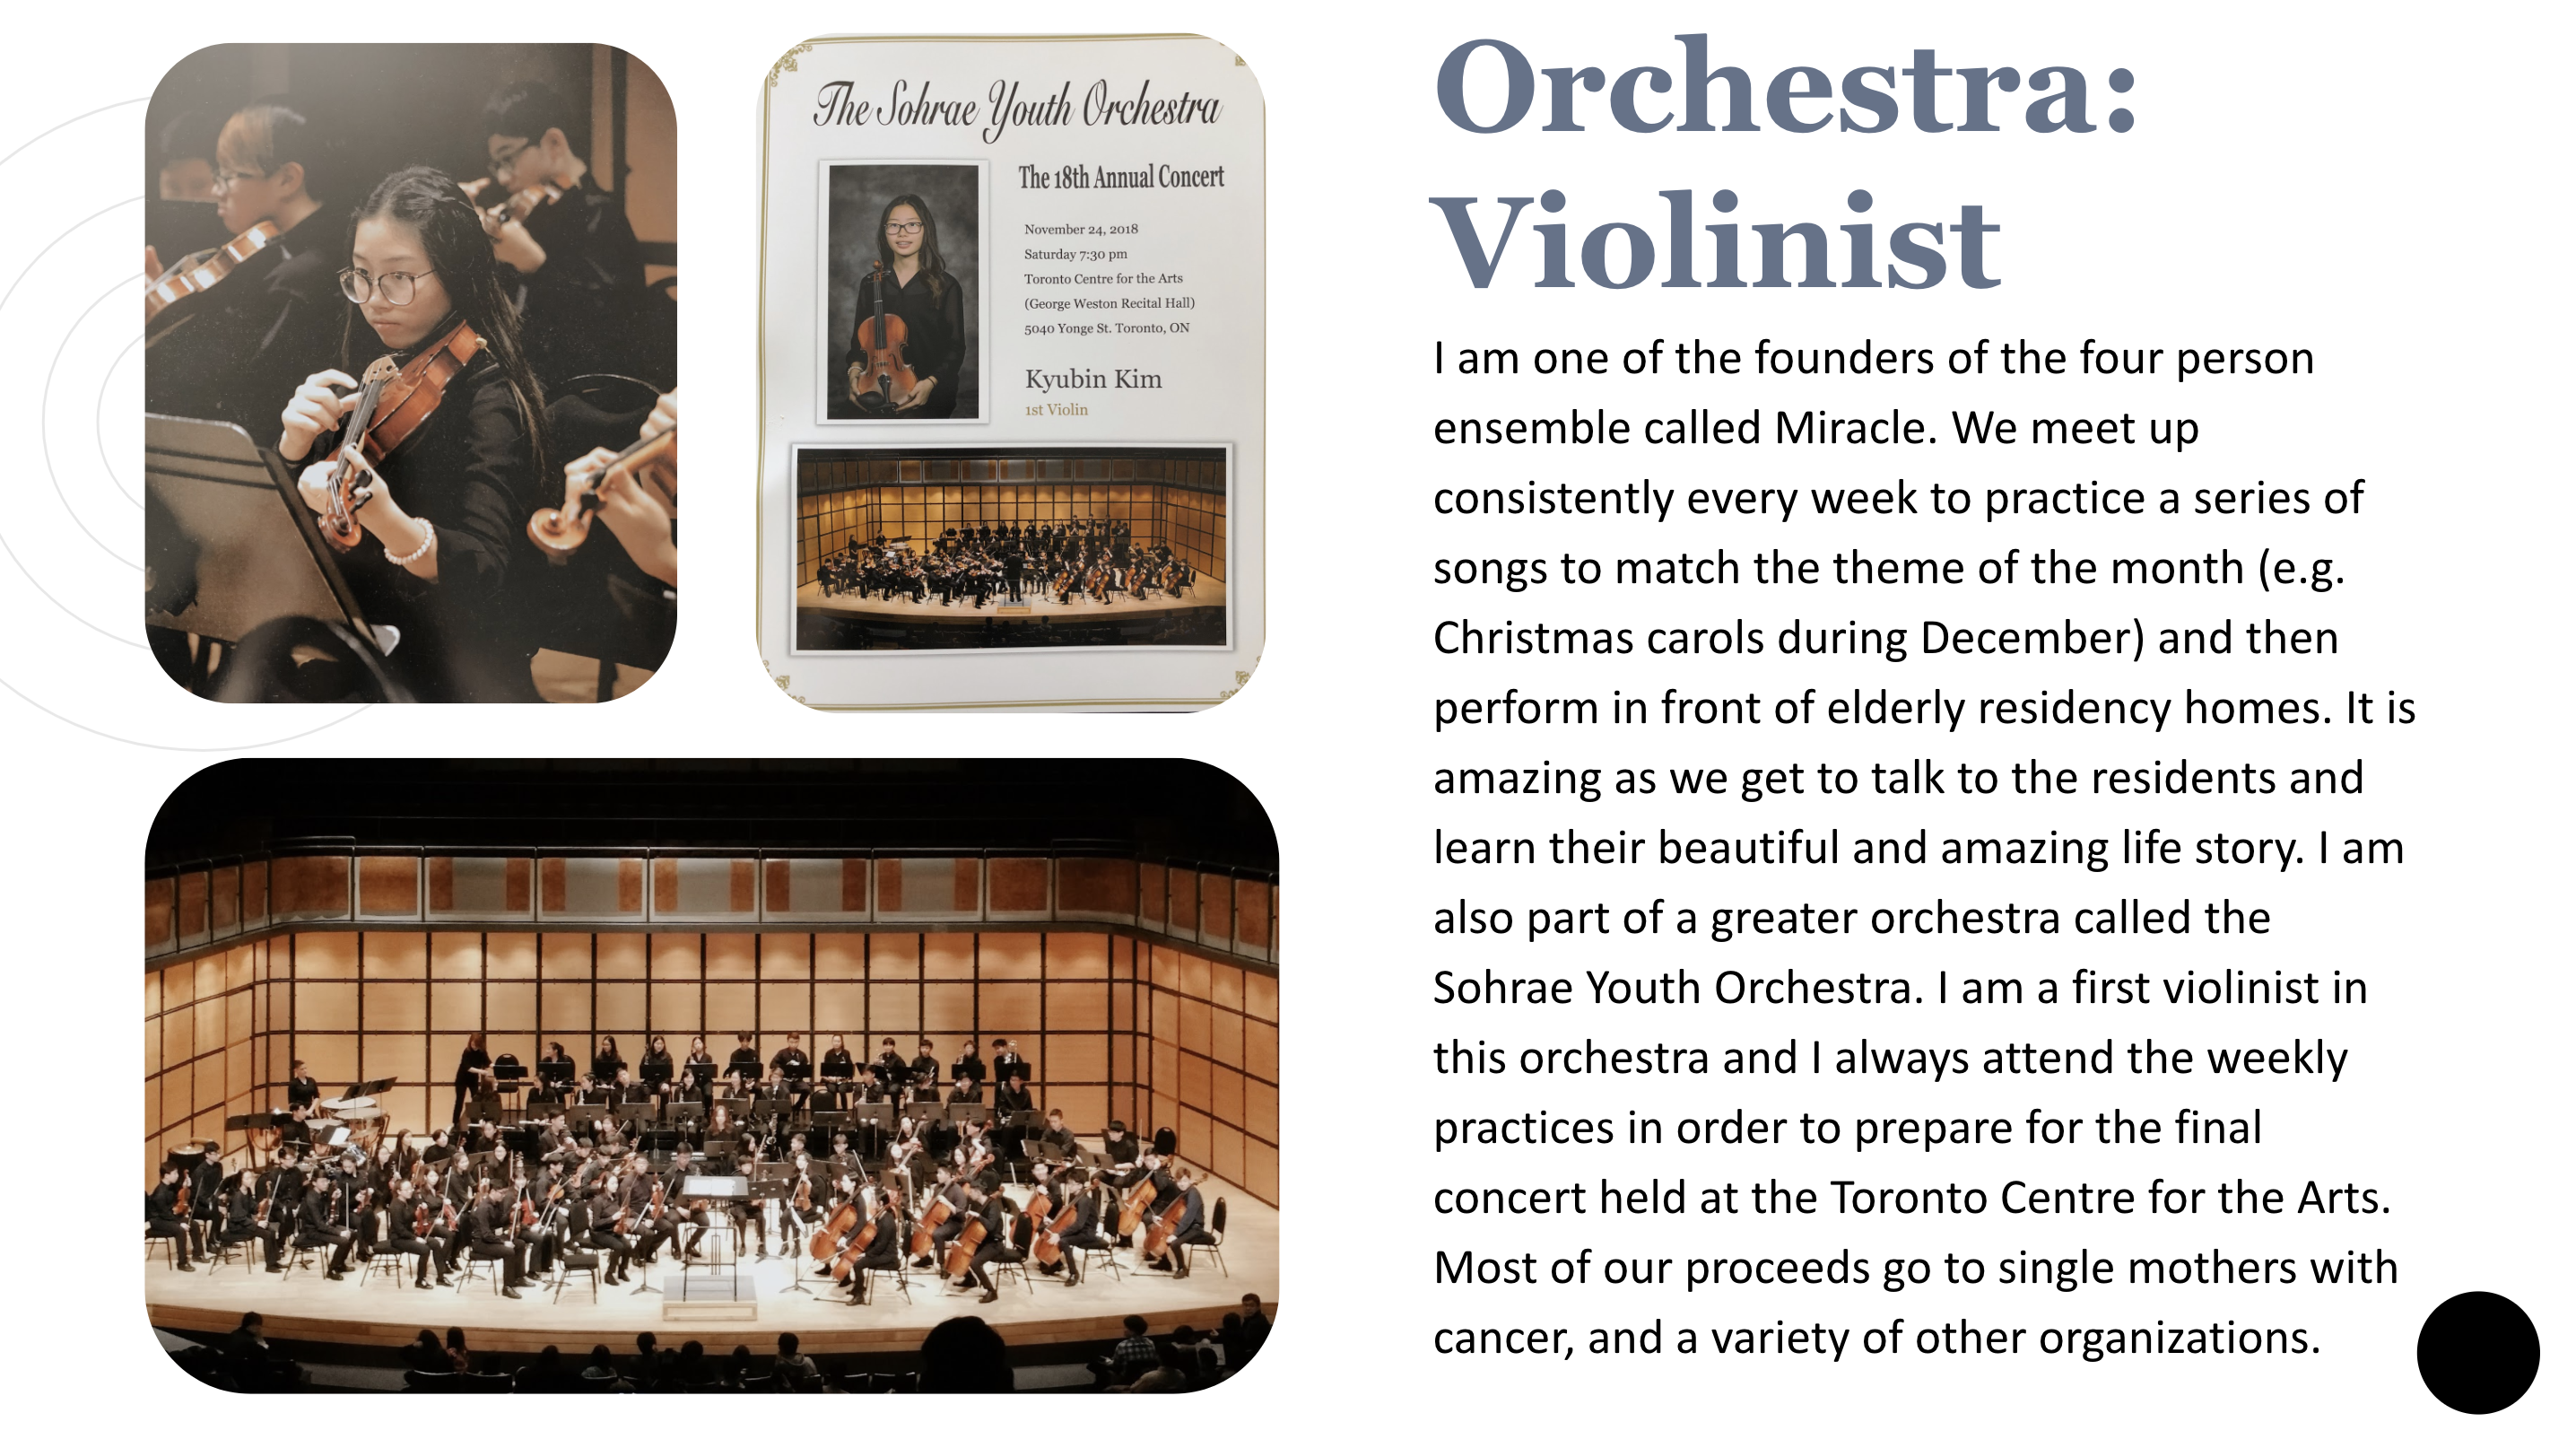 The Sohrae Youth Orchestra
The 18th Annual Concert
November 24, 2018
Saturday 7:30 pm
Toronto Centre for the Arts
(George Weston Recital Hall)
5040 Yonge St. Toronto, ON
Kyubin Kim
1st Violin
Orchestra:
Violinist
I am one of the founders of the four person
ensemble called Miracle. We meet up
consistently every week to practice a series of
songs to match the theme of the month (e.g.
Christmas carols during December) and then
perform in front of elderly residency homes. It is
amazing as we get to talk to the residents and
learn their beautiful and amazing life story. I am
also part of a greater orchestra called the
Sohrae Youth Orchestra. I am a first violinist in
this orchestra and I always attend the weekly
practices in order to prepare for the final
concert held at the Toronto Centre for the Arts.
Most of our proceeds go to single mothers with
cancer, and a variety of other organizations.